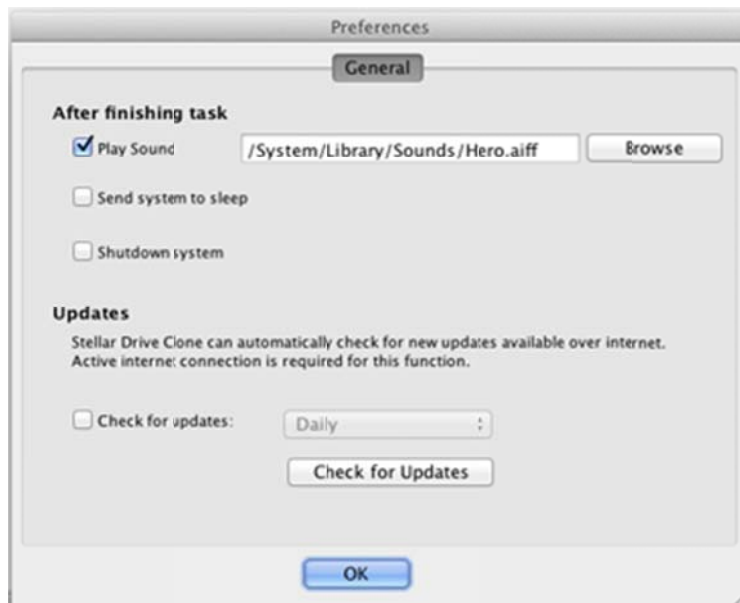 Preferences
General
After finishing task
Play Sound /System/Library/Sounds/Hero.aiff Browse
Send system to sleep
Shutdown system
Updates
Stellar Drive Clone can automatically check for new updates available over internet.
Active internet connection is required for this function.
Check for updates: Daily
Check for Updates
OK